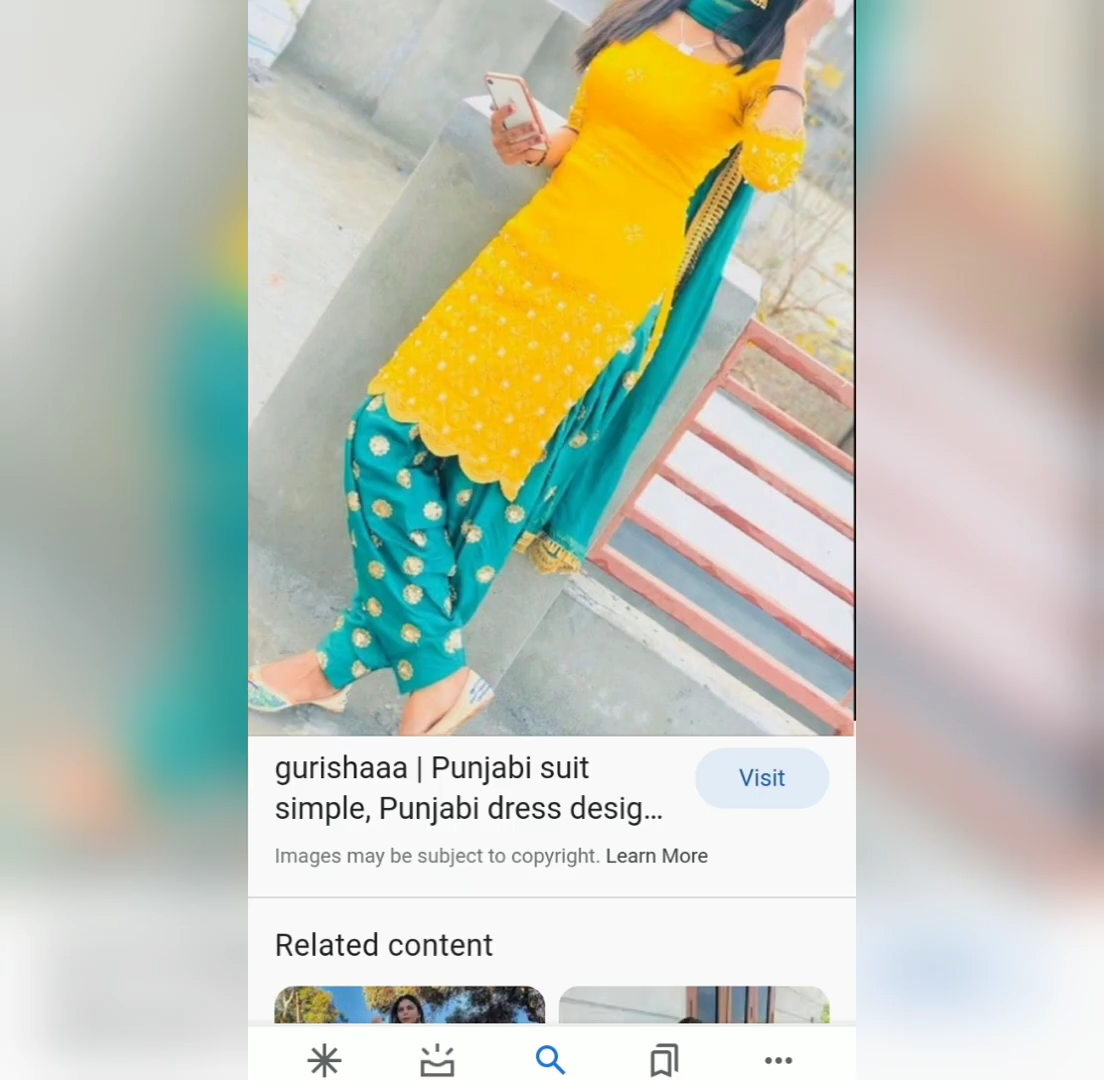 gurishaaa | Punjabi suit
simple, Punjabi dress desig...
Visit
Images may be subject to copyright. Learn More
Related content